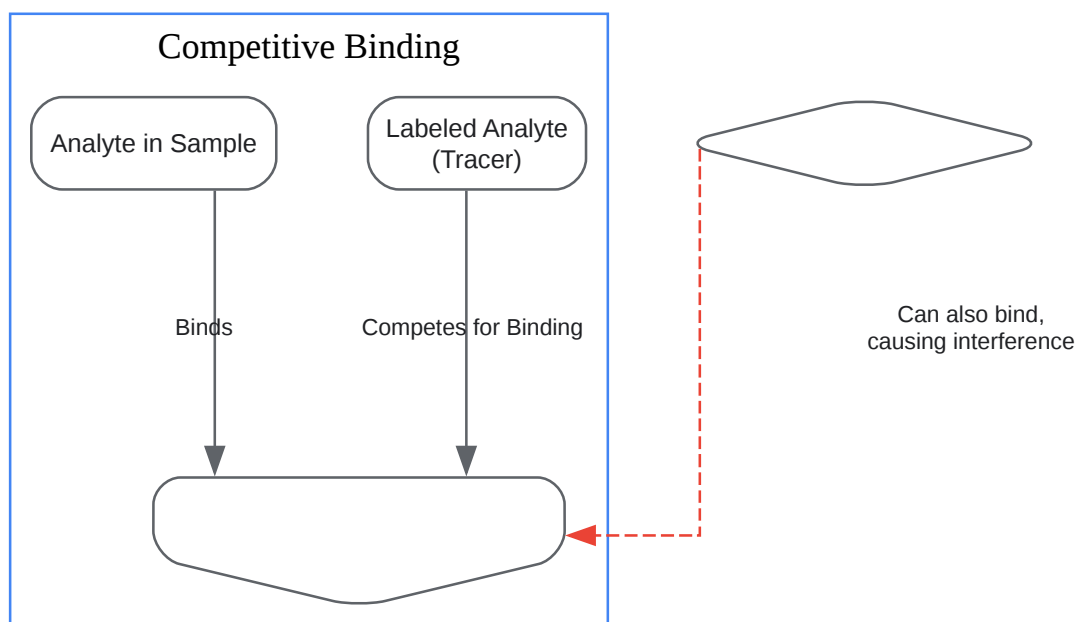 Competitive Binding
Analyte in Sample
Labeled Analyte
(Tracer)
Binds
Competes for Binding
Can also bind,
causing interference